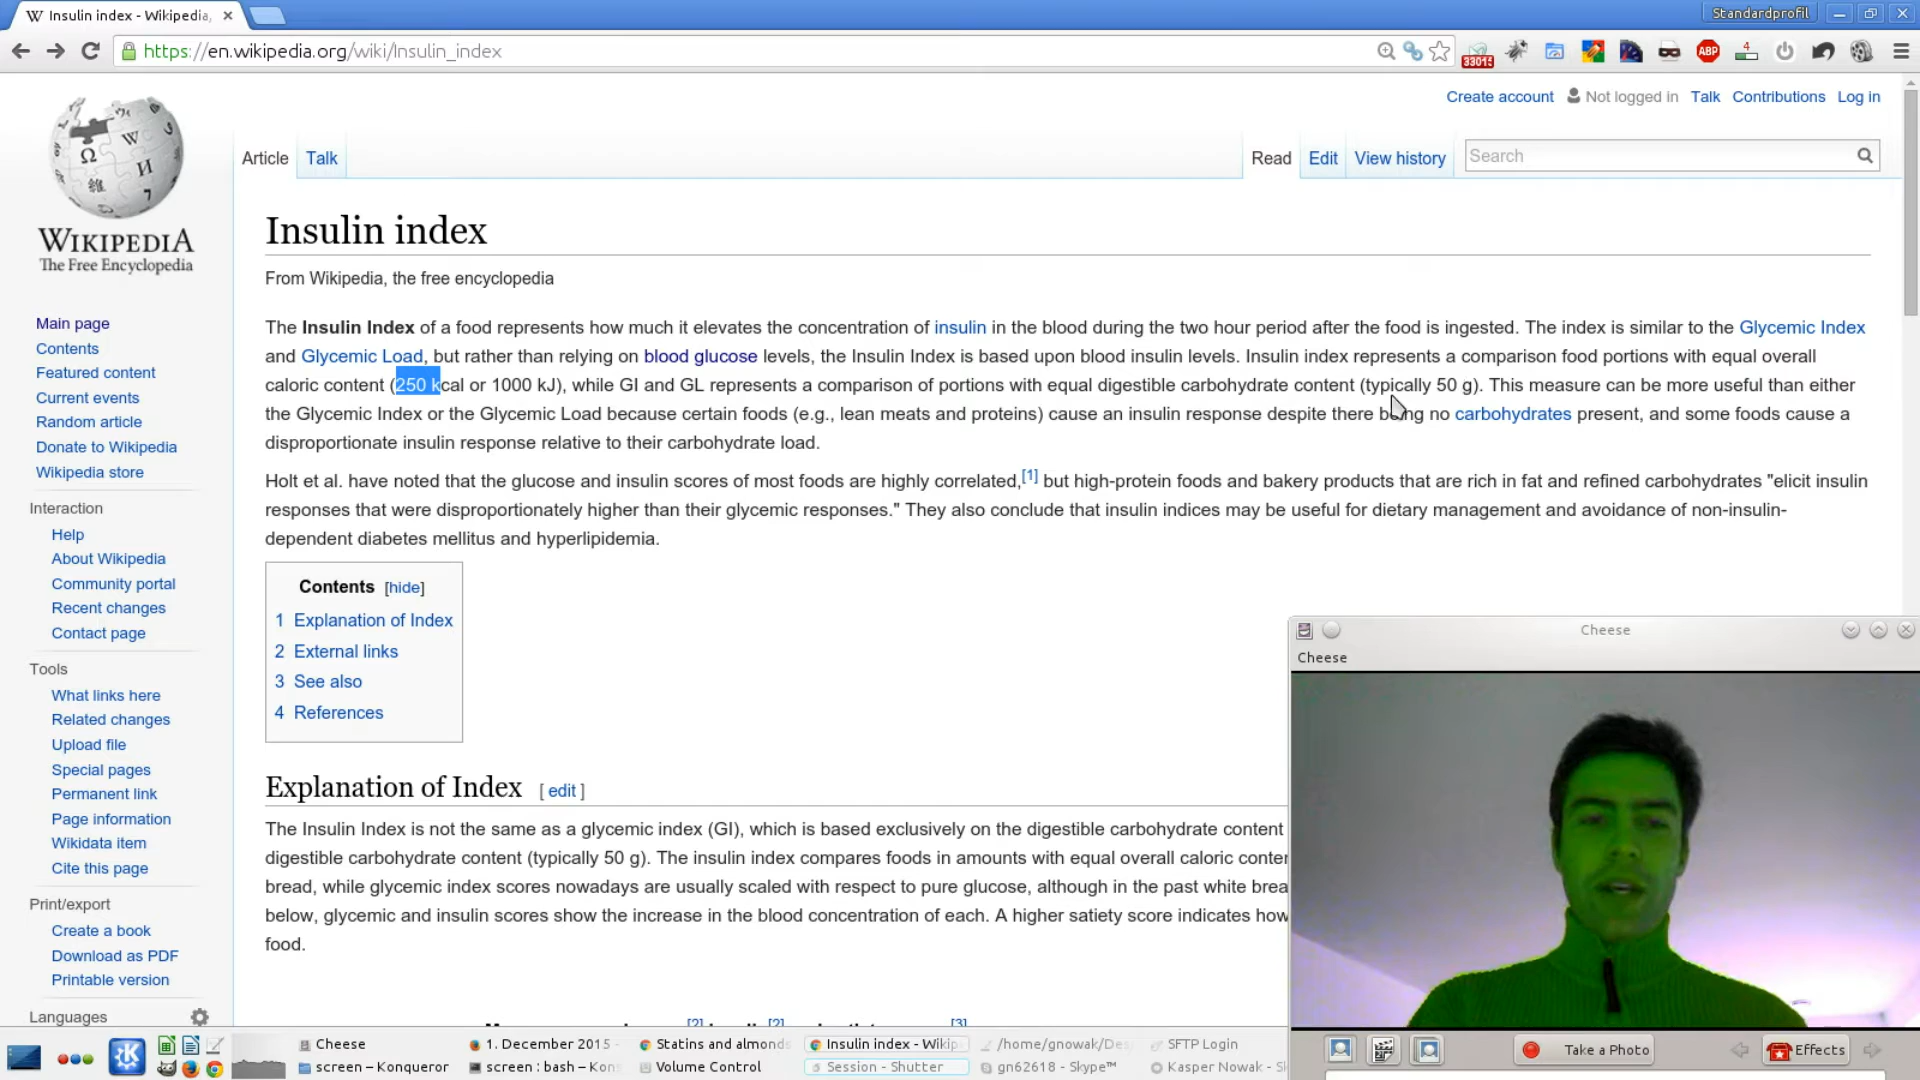 Insulin index - Wikipedia,
Standardprofil
https://en.wikipedia.org/wiki/Insulin_index
33015
ABP
4
Create account
Not logged in
Talk
Contributions
Log in
Article
Talk
Read
Edit
View history
Search
WIKIPEDIA
The Free Encyclopedia
Insulin index
From Wikipedia, the free encyclopedia
The Insulin Index of a food represents how much it elevates the concentration of insulin in the blood during the two hour period after the food is ingested. The index is similar to the Glycemic Index
and Glycemic Load, but rather than relying on blood glucose levels, the Insulin Index is based upon blood insulin levels. Insulin index represents a comparison food portions with equal overall
caloric content (250 kcal or 1000 kJ), while GI and GL represents a comparison of portions with equal digestible carbohydrate content (typically 50 g). This measure can be more useful than either
the Glycemic Index or the Glycemic Load because certain foods (e.g., lean meats and proteins) cause an insulin response despite there being no carbohydrates present, and some foods cause a
disproportionate insulin response relative to their carbohydrate load.
Holt et al. have noted that the glucose and insulin scores of most foods are highly correlated,[1] but high-protein foods and bakery products that are rich in fat and refined carbohydrates "elicit insulin
responses that were disproportionately higher than their glycemic responses." They also conclude that insulin indices may be useful for dietary management and avoidance of non-insulin-
dependent diabetes mellitus and hyperlipidemia.
Contents [hide]
1 Explanation of Index
2 External links
3 See also
4 References
Explanation of Index [ edit ]
The Insulin Index is not the same as a glycemic index (GI), which is based exclusively on the digestible carbohydrate content
digestible carbohydrate content (typically 50 g). The insulin index compares foods in amounts with equal overall caloric conter
bread, while glycemic index scores nowadays are usually scaled with respect to pure glucose, although in the past white brea
below, glycemic and insulin scores show the increase in the blood concentration of each. A higher satiety score indicates how
food.
[2]
[2]
[3]
Main page
Contents
Featured content
Current events
Random article
Donate to Wikipedia
Wikipedia store
Interaction
Help
About Wikipedia
Community portal
Recent changes
Contact page
Tools
What links here
Related changes
Upload file
Special pages
Permanent link
Page information
Wikidata item
Cite this page
Print/export
Create a book
Download as PDF
Printable version
Languages
Cheese
Cheese
Take a Photo
Effects
Cheese
1. December 2015 -
Statins and almonds
Insulin index - Wikip
/home/gnowak/Des
SFTP Login
screen – Konqueror
screen : bash – Kons
Volume Control
Session - Shutter
gn62618 - Skype™
Kasper Nowak - Sk